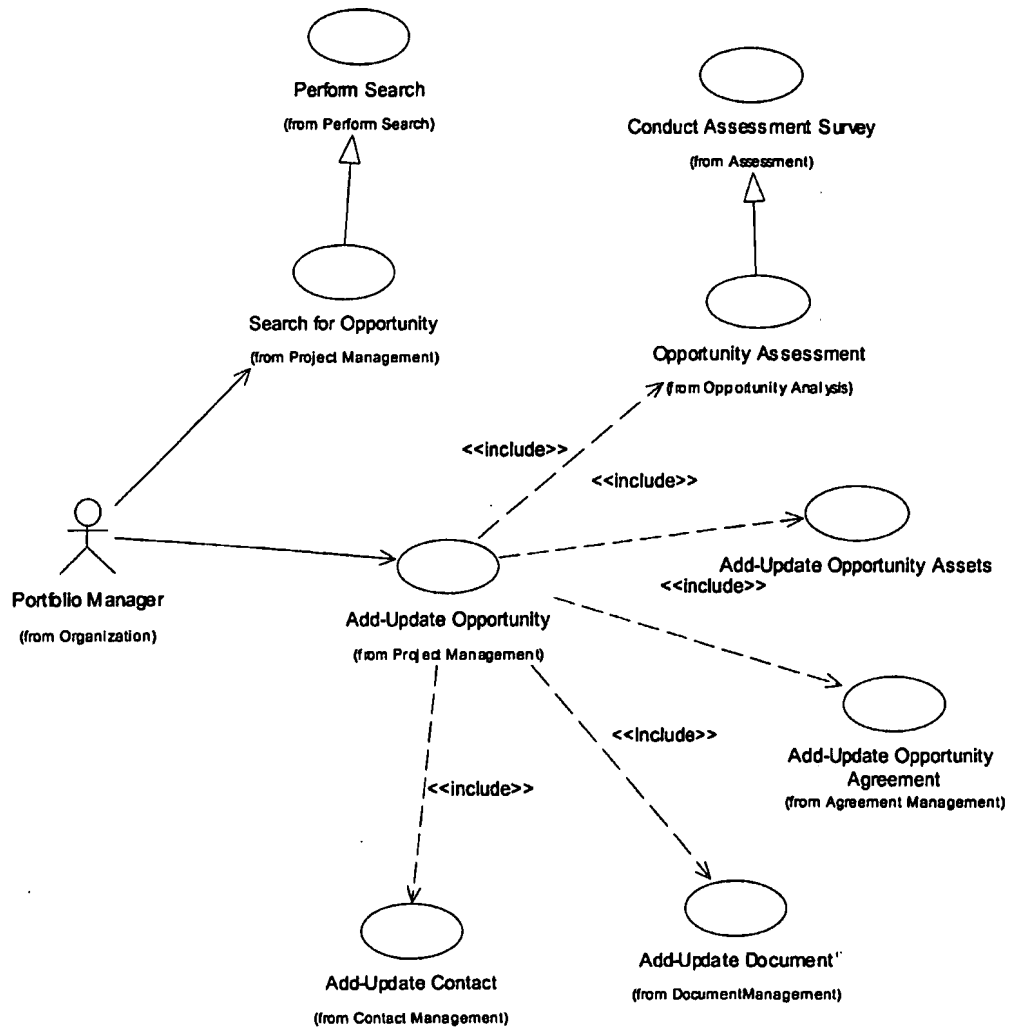 Perform Search
(from Perform Search)
Conduct Assessment Survey
(from Assessment)
Search for Opportunity
(from Project Management)
Opportunity Assessment
(from Opportunity Analysis)
<<include>>
<<include>>
Add-Update Opportunity Assets
<<include>>
Portfolio Manager
(from Organization)
Add-Update Opportunity
(from Project Management)
<<include>>
Add-Update Opportunity
Agreement
(from Agreement Management)
<<include>>
Add-Update Document
(from DocumentManagement)
Add-Update Contact
(from Contact Management)